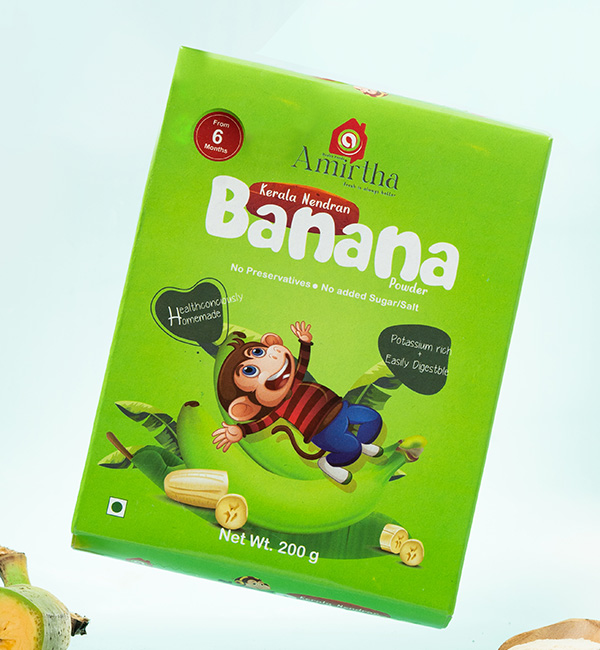 From
6
Months
Amirtha
fresh is always better
Kerala Nendran
Banana
Powder
No Preservatives ● No added Sugar/Salt
Healthconciously
Homemade
Potassium rich
+
Easily Digestble
Net Wt. 200 g